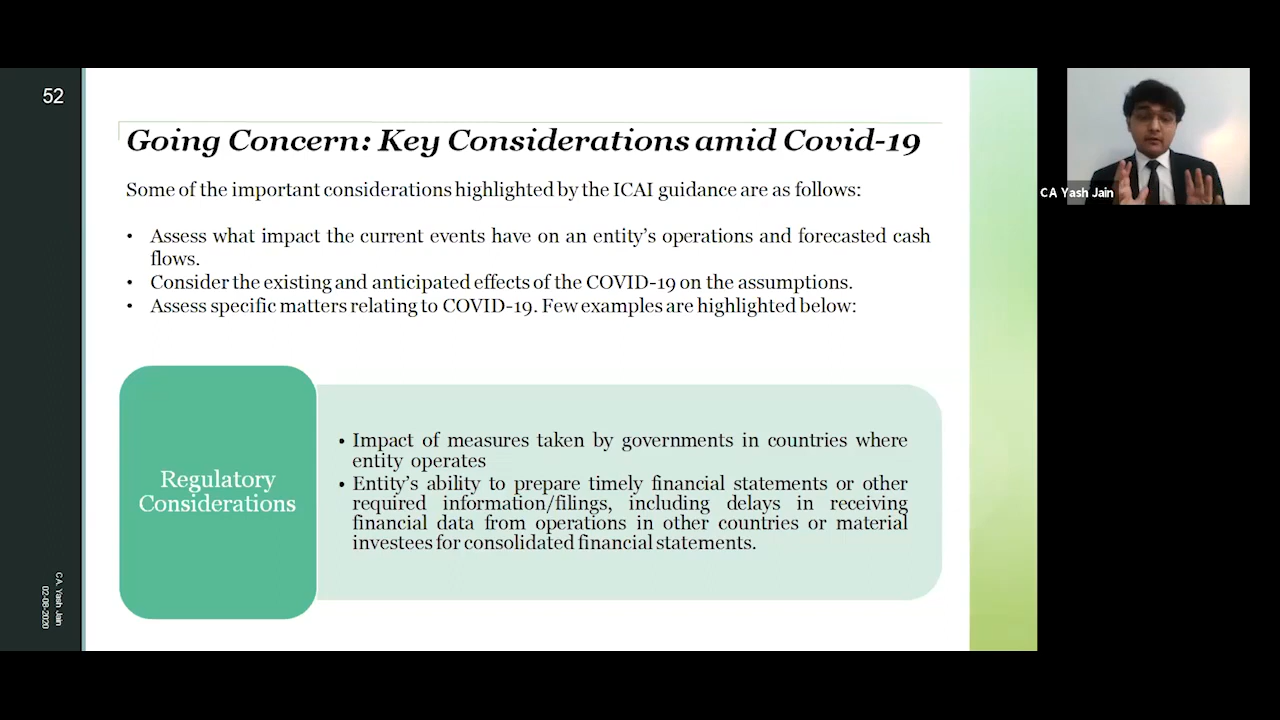 52
Going Concern: Key Considerations amid Covid-19
Some of the important considerations highlighted by the ICAI guidance are as follows:
• Assess what impact the current events have on an entity's operations and forecasted cash
flows.
• Consider the existing and anticipated effects of the COVID-19 on the assumptions.
• Assess specific matters relating to COVID-19. Few examples are highlighted below:
Regulatory
Considerations
• Impact of measures taken by governments in countries where
entity operates
• Entity's ability to prepare timely financial statements or other
required information/filings, including delays in receiving
financial data from operations in other countries or material
investees for consolidated financial statements.
C.A. Yash Jain
02-08-2020
CA Yash Jain